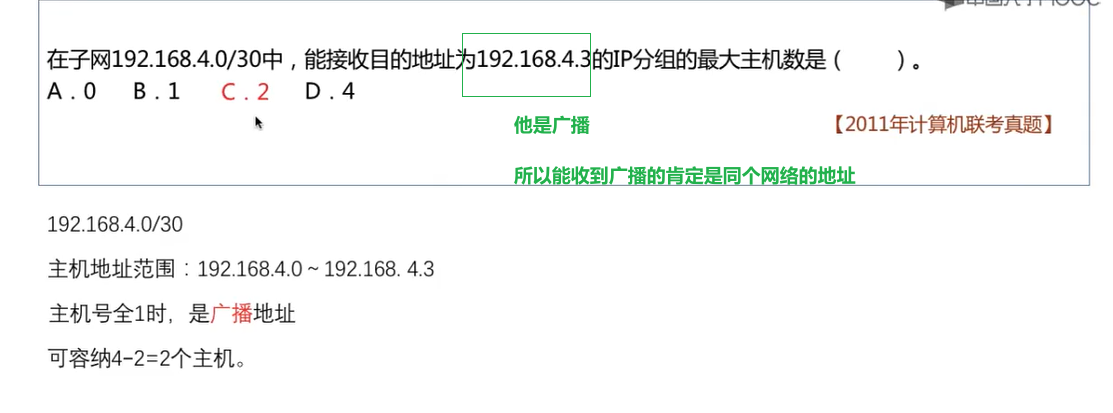 在子网192.168.4.0/30中，能接收目的地址为192.168.4.3的IP分组的最大主机数是（　　）。
A．0　B．1　C．2　D．4
他是广播
【2011年计算机联考真题】
所以能收到广播的肯定是同个网络的地址
192.168.4.0/30
主机地址范围：192.168.4.0～192.168. 4.3
主机号全1时，是广播地址
可容纳4-2=2个主机。